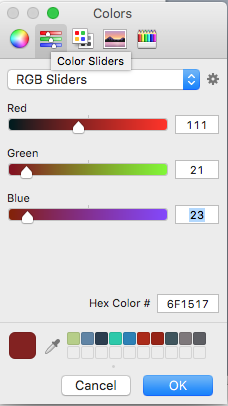 Colors
Color Sliders
RGB Sliders
Red
111
Green
21
Blue
23
Hex Color # 6F1517
Cancel OK